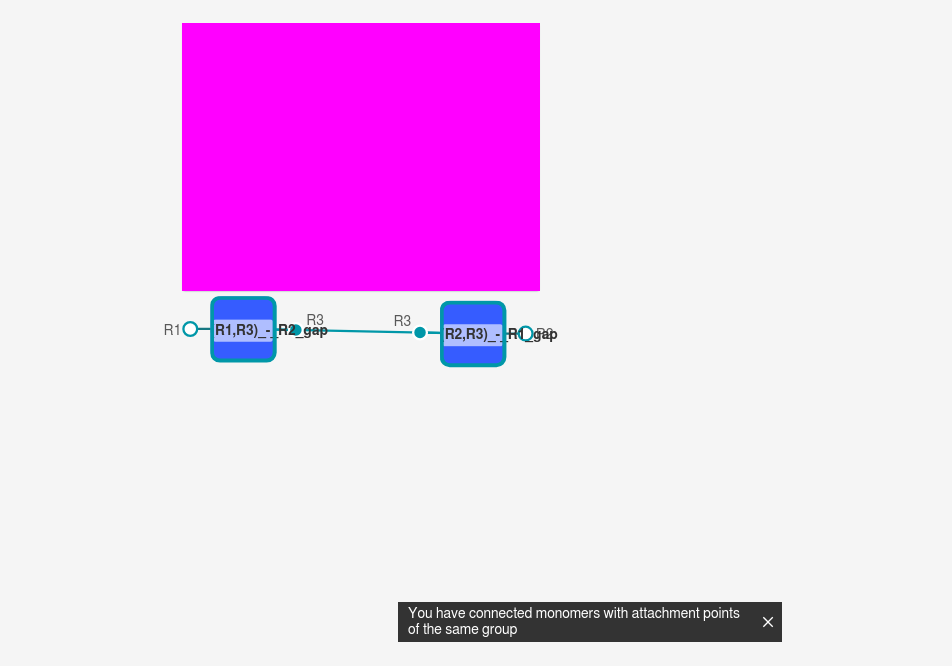 R1
R1,R3)_-_R2_gap
R3
R3
R2,R3)_-_R1_gap
R2
You have connected monomers with attachment points
of the same group